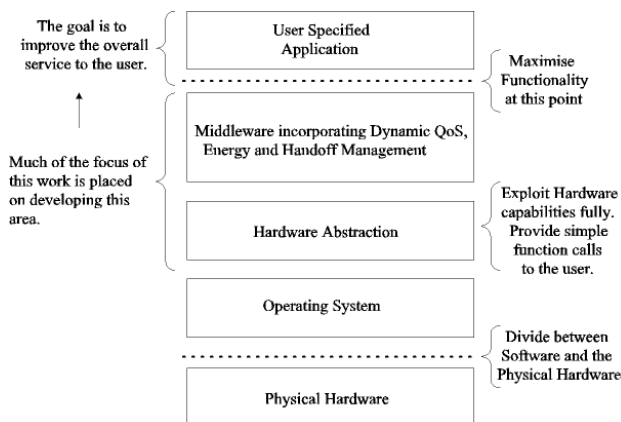 The goal is to
improve the overall
service to the user.
User Specified
Application
Maximise
Functionality
at this point
Middleware incorporating Dynamic QoS,
Energy and Handoff Management
Much of the focus of
this work is placed
on developing this
area.
Hardware Abstraction
Exploit Hardware
capabilities fully.
Provide simple
function calls
to the user.
Operating System
Divide between
Software and the
Physical Hardware
Physical Hardware